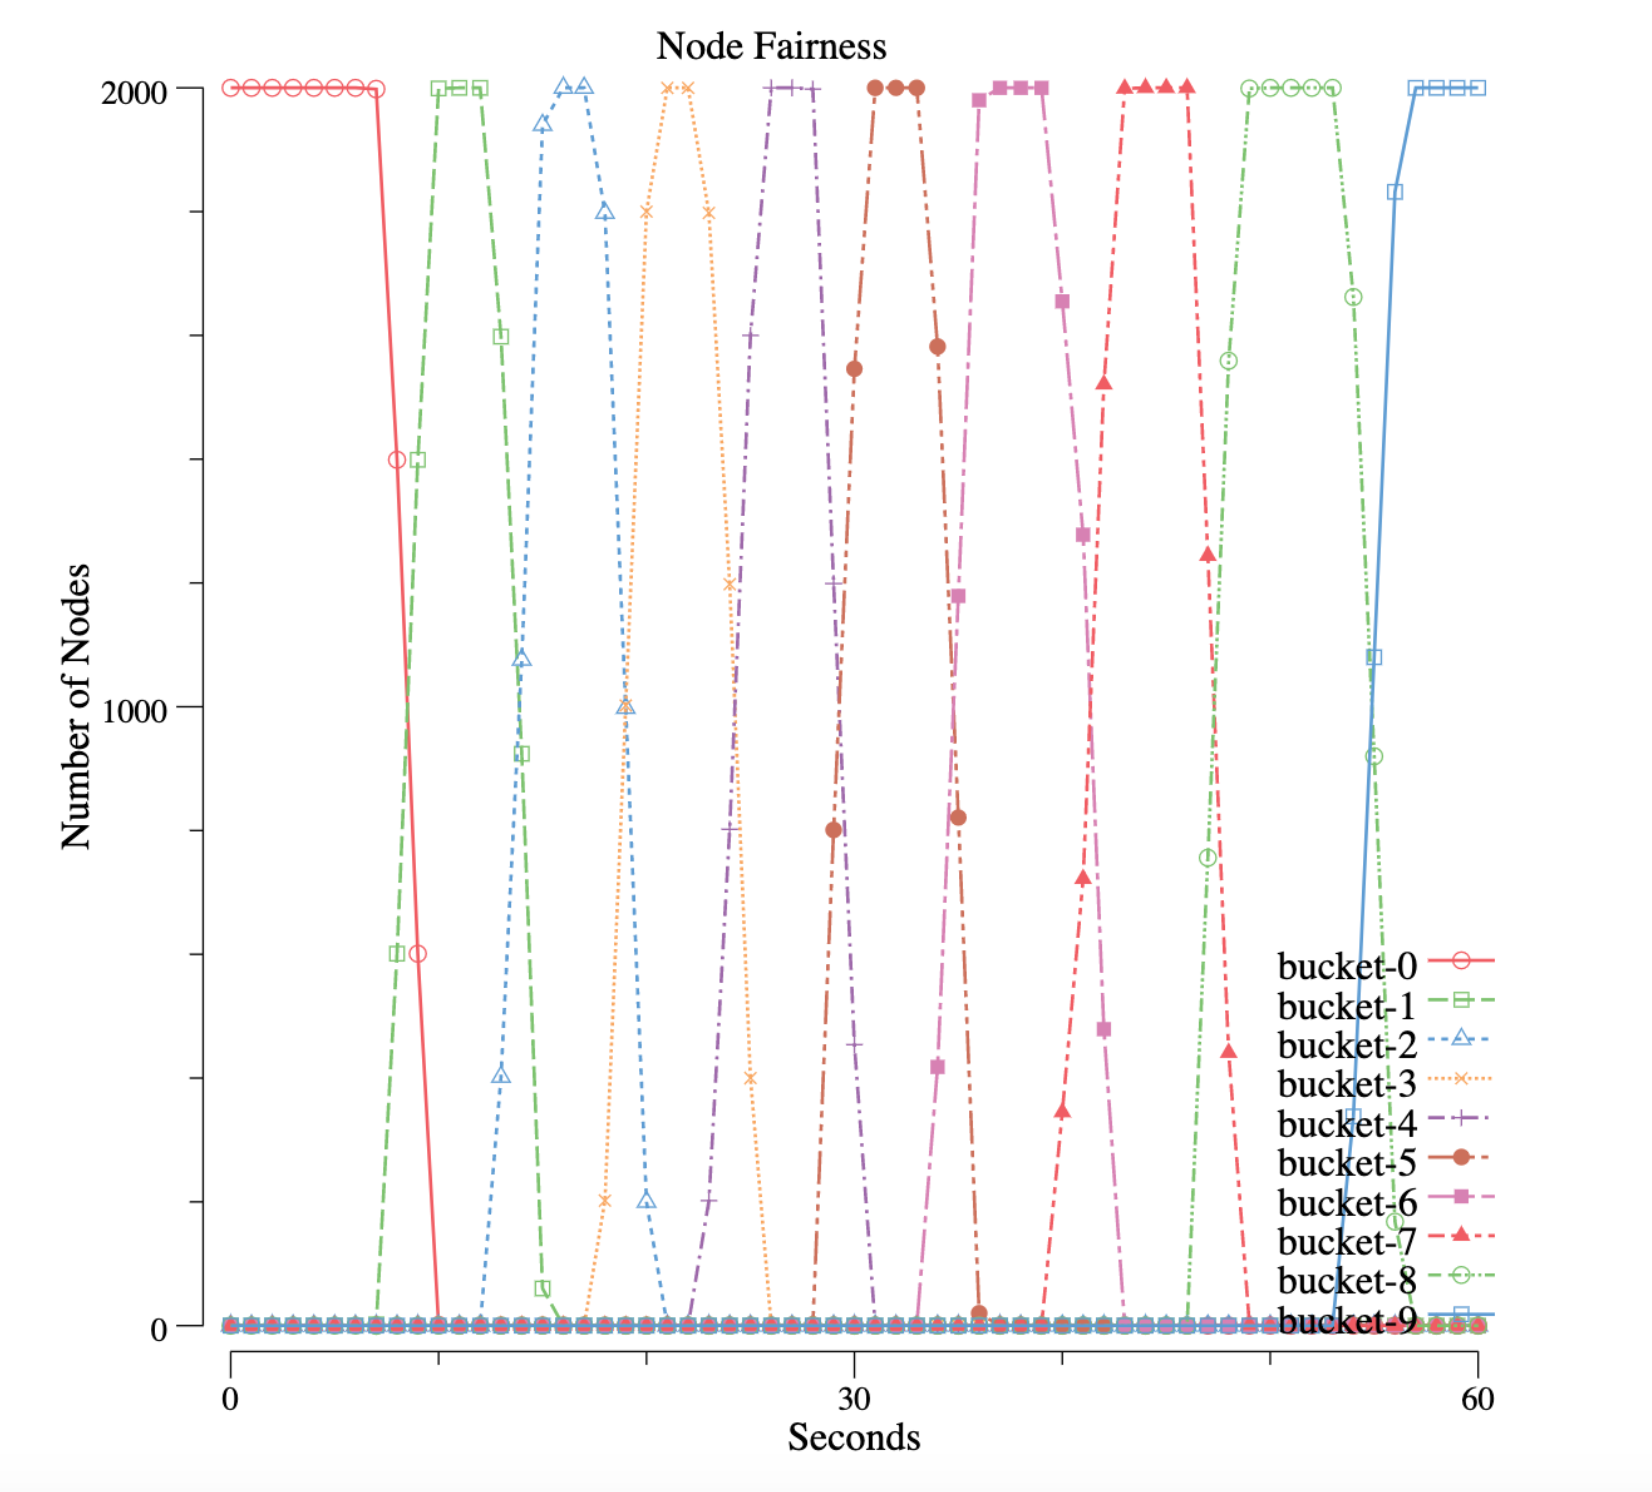 Node Fairness
2000
1000
0
Number of Nodes
bucket-0
bucket-1
bucket-2
bucket-3
bucket-4
bucket-5
bucket-6
bucket-7
bucket-8
bucket-9
0 30 60
Seconds